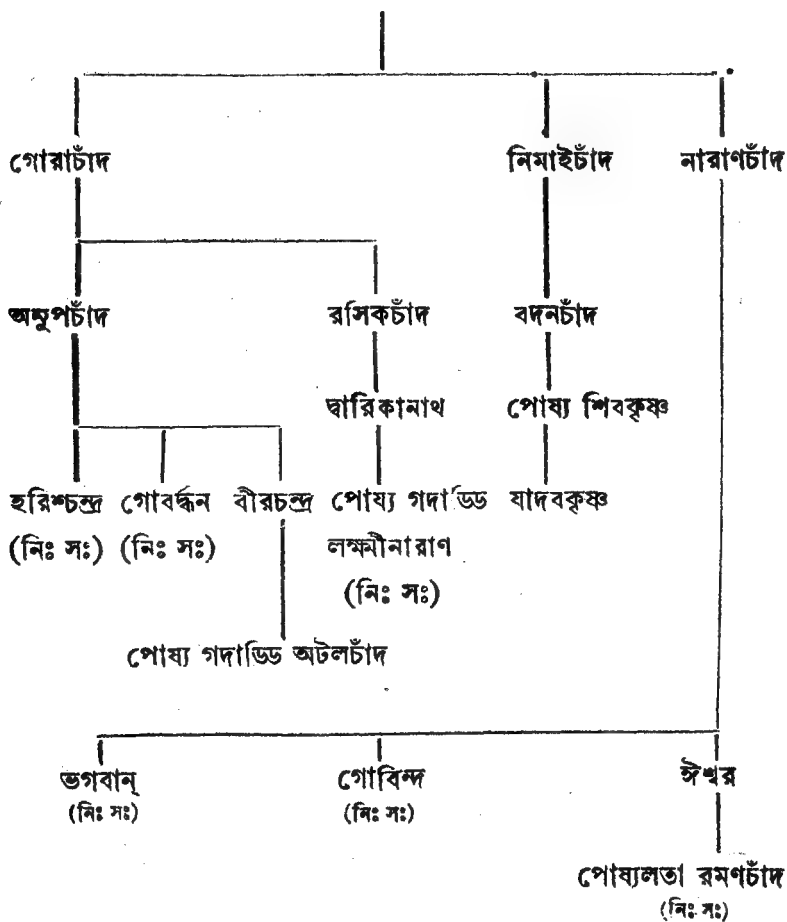 গোরাচাঁদ নিমাইচাঁদ নারাণচাঁদ
অনুপচাঁদ রসিকচাঁদ বদনচাঁদ
দ্বারিকানাথ পোষ্য শিবকৃষ্ণ
হরিশ্চন্দ্র গোবর্দ্ধন বীরচন্দ্র পোষ্য গদাডিড যাদবকৃষ্ণ
(নিঃ সঃ) (নিঃ সঃ) লক্ষ্মীনারাণ
(নিঃ সঃ)
পোষ্য গদাডিড অটলচাঁদ
ভগবান্ গোবিন্দ ঈশ্বর
(নিঃ সঃ) (নিঃ সঃ)
পোষ্যলতা রমণচাঁদ
(নিঃ সঃ)